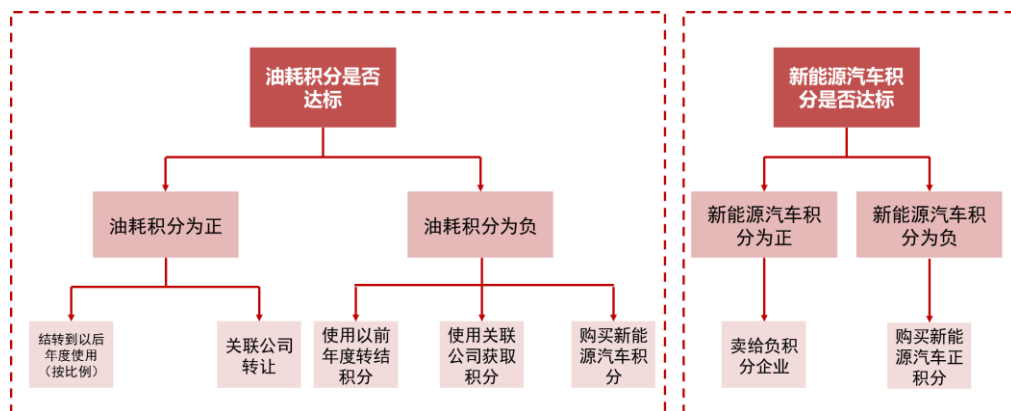 油耗积分是否
达标
新能源汽车积
分是否达标
油耗积分为正
油耗积分为负
新能源汽车积
分为正
新能源汽车积
分为负
结转到以后
年度使用
（按比例）
关联公司
转让
使用以前
年度转结
积分
使用关联
公司获取
积分
购买新能
源汽车积
分
卖给负积
分企业
购买新能
源汽车正
积分